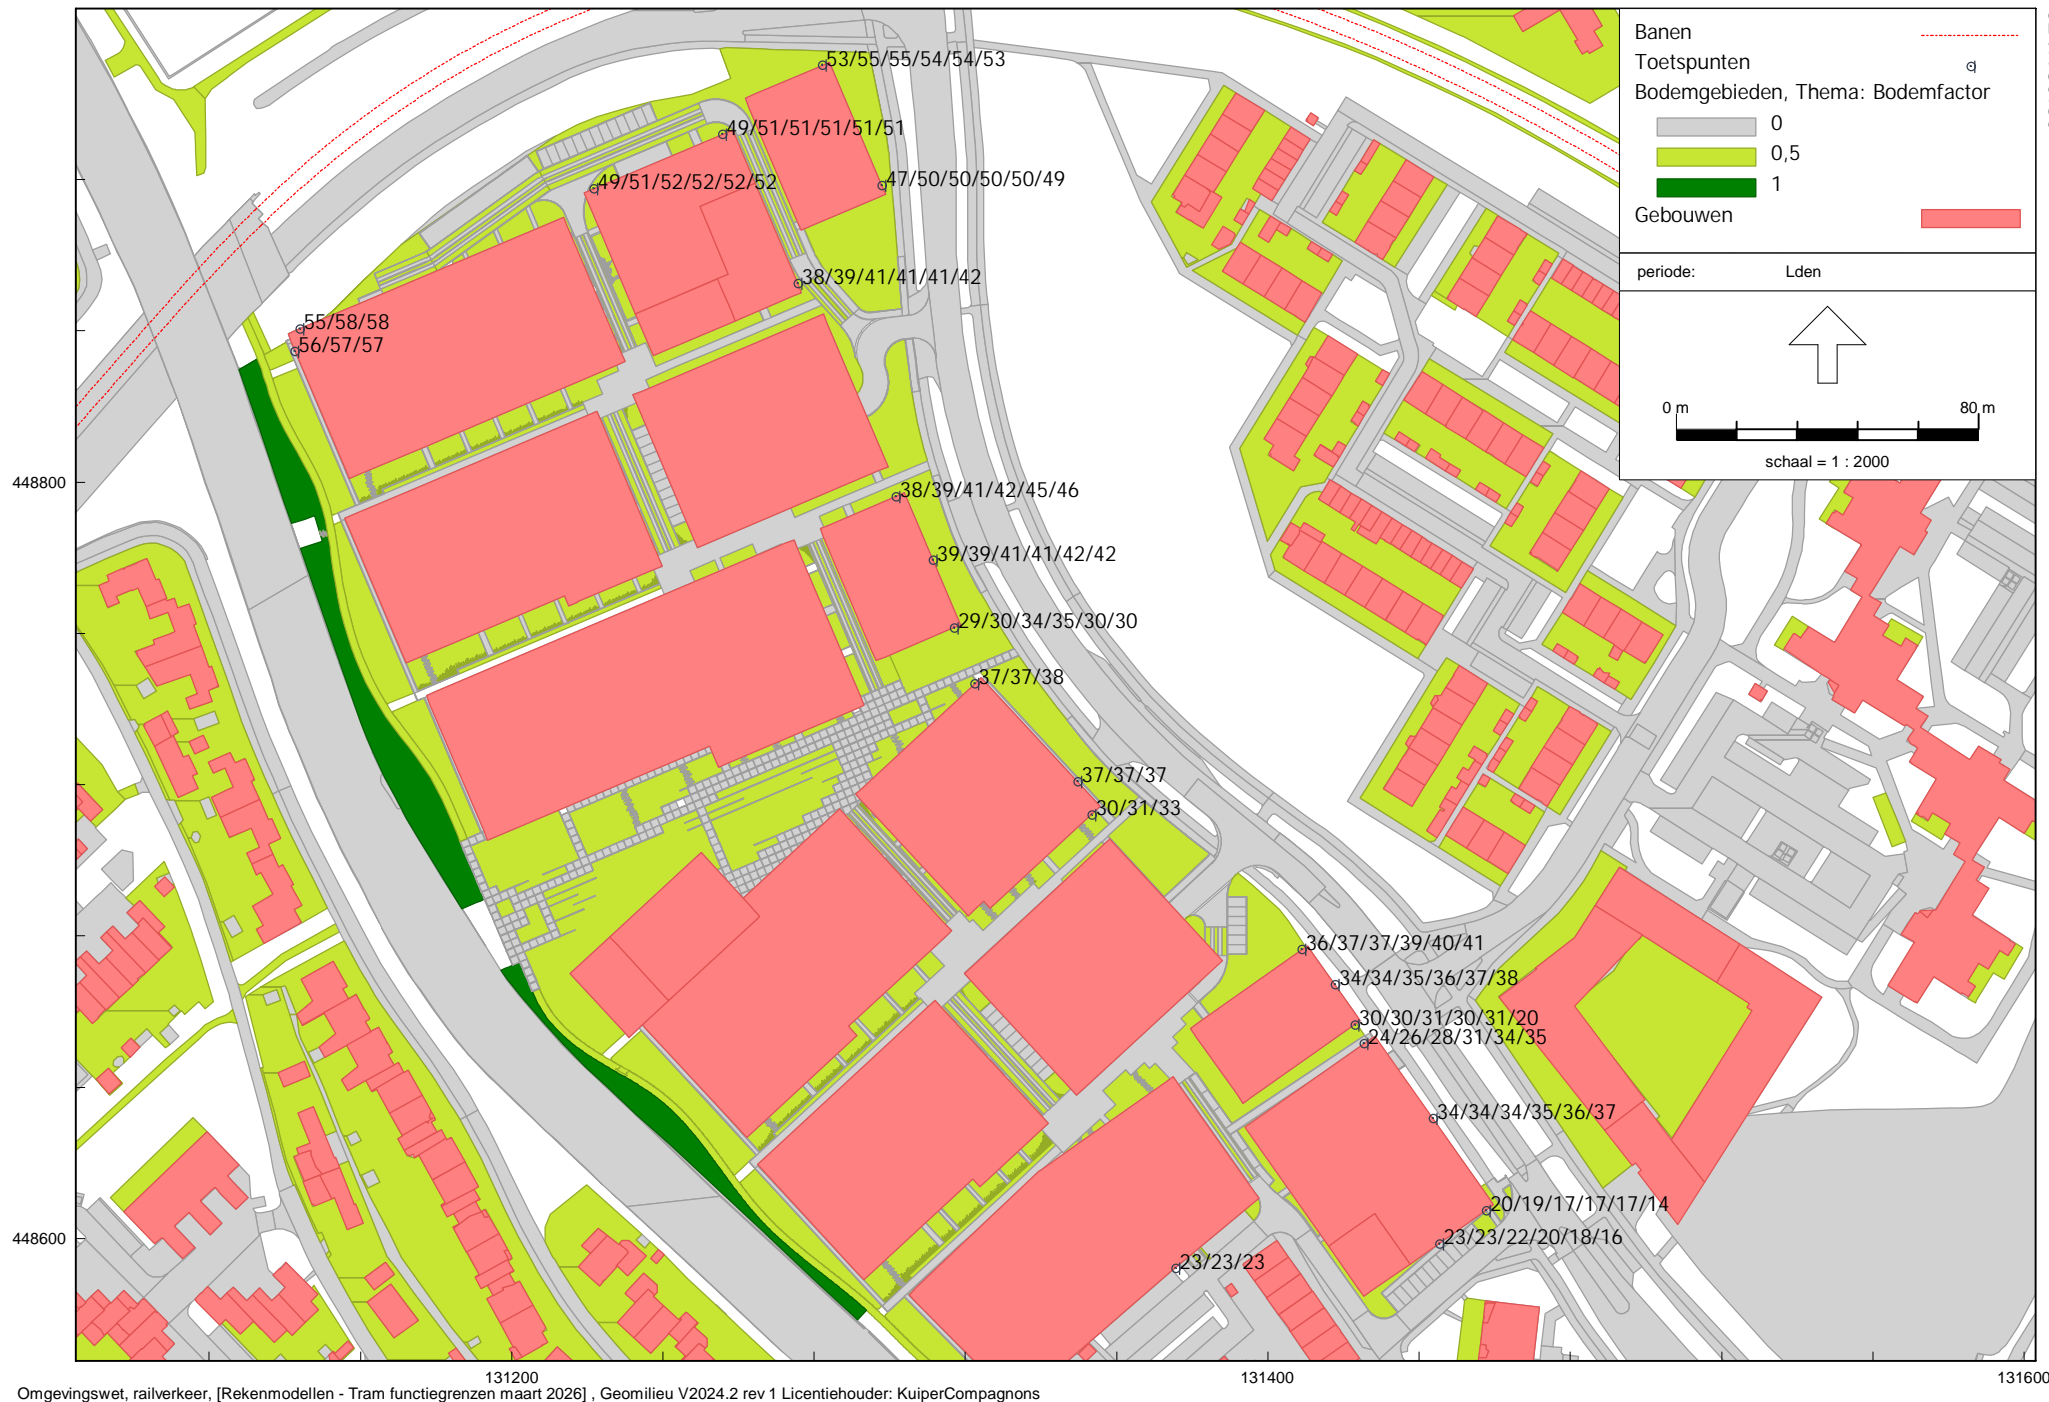 Banen
Toetspunten
Bodemgebieden, Thema: Bodemfactor
0
0,5
1
Gebouwen
periode: Lden
0 m 80 m
schaal = 1 : 2000
53/55/55/54/54/53
49/51/51/51/51/51
49/51/52/52/52/52
47/50/50/50/50/49
38/39/41/41/41/42
55/58/58
56/57/57
448800
38/39/41/42/45/46
39/39/41/41/42/42
29/30/34/35/30/30
37/37/38
37/37/37
30/31/33
36/37/37/39/40/41
34/34/35/36/37/38
30/30/31/30/31/20
24/26/28/31/34/35
34/34/34/35/36/37
20/19/17/17/17/14
448600
23/23/22/20/18/16
23/23/23
131200 131400 131600
Omgevingswet, railverkeer, [Rekenmodellen - Tram functiegrenzen maart 2026] , Geomilieu V2024.2 rev 1 Licentiehouder: KuiperCompagnons